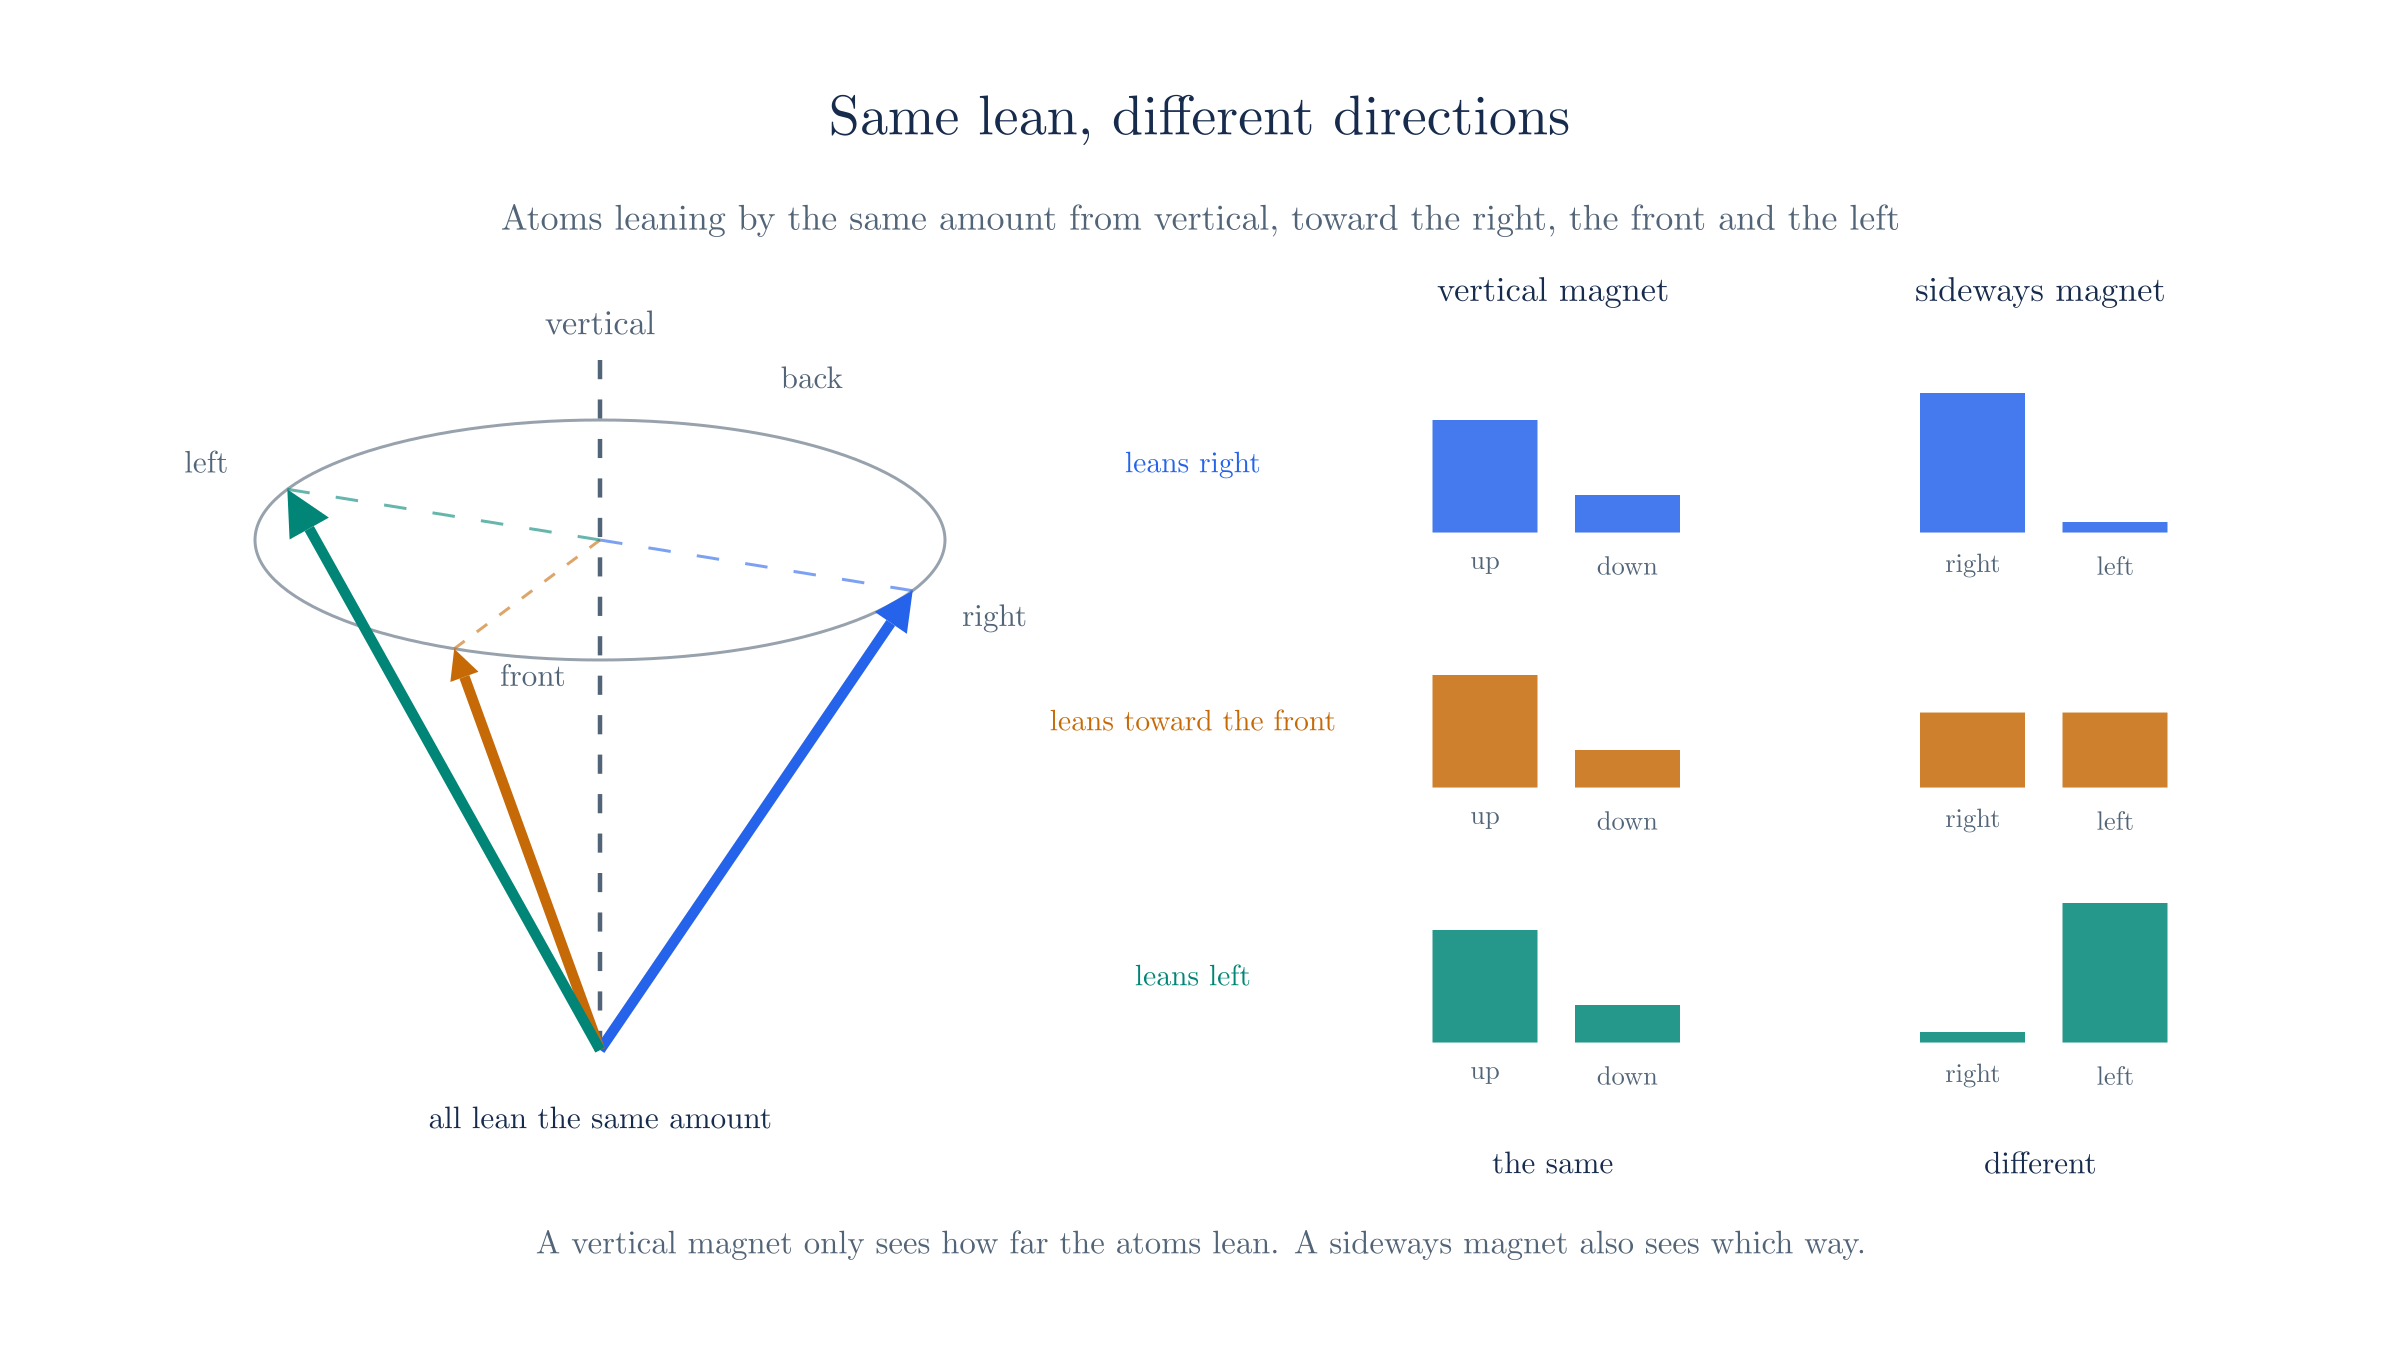 Same lean, different directions
Atoms leaning by the same amount from vertical, toward the right, the front and the left
vertical
back
left
right
front
all lean the same amount
vertical magnet
sideways magnet
leans right
up
down
right
left
leans toward the front
up
down
right
left
leans left
up
down
right
left
the same
different
A vertical magnet only sees how far the atoms lean. A sideways magnet also sees which way.